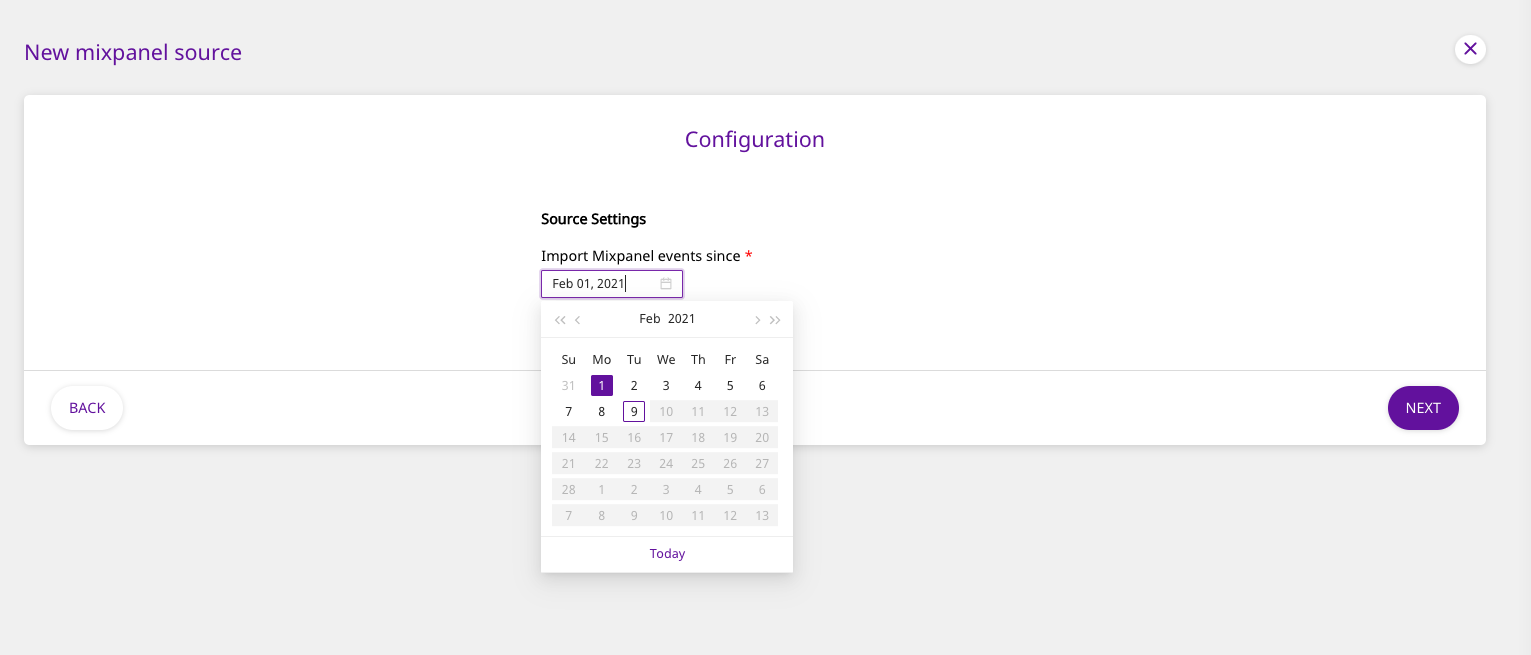 New mixpanel source
Configuration
Source Settings
Import Mixpanel events since *
Feb 01, 2021
Feb 2021
Su Mo Tu We Th Fr Sa
31 1 2 3 4 5 6
7 8 9 10 11 12 13
14 15 16 17 18 19 20
21 22 23 24 25 26 27
28 1 2 3 4 5 6
7 8 9 10 11 12 13
Today
BACK
NEXT